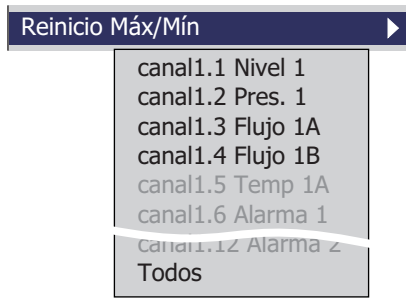 Reinicio Máx/Mín
canal1.1 Nivel 1
canal1.2 Pres. 1
canal1.3 Flujo 1A
canal1.4 Flujo 1B
canal1.5 Temp 1A
canal1.6 Alarma 1
canal1.12 Alarma 2
Todos